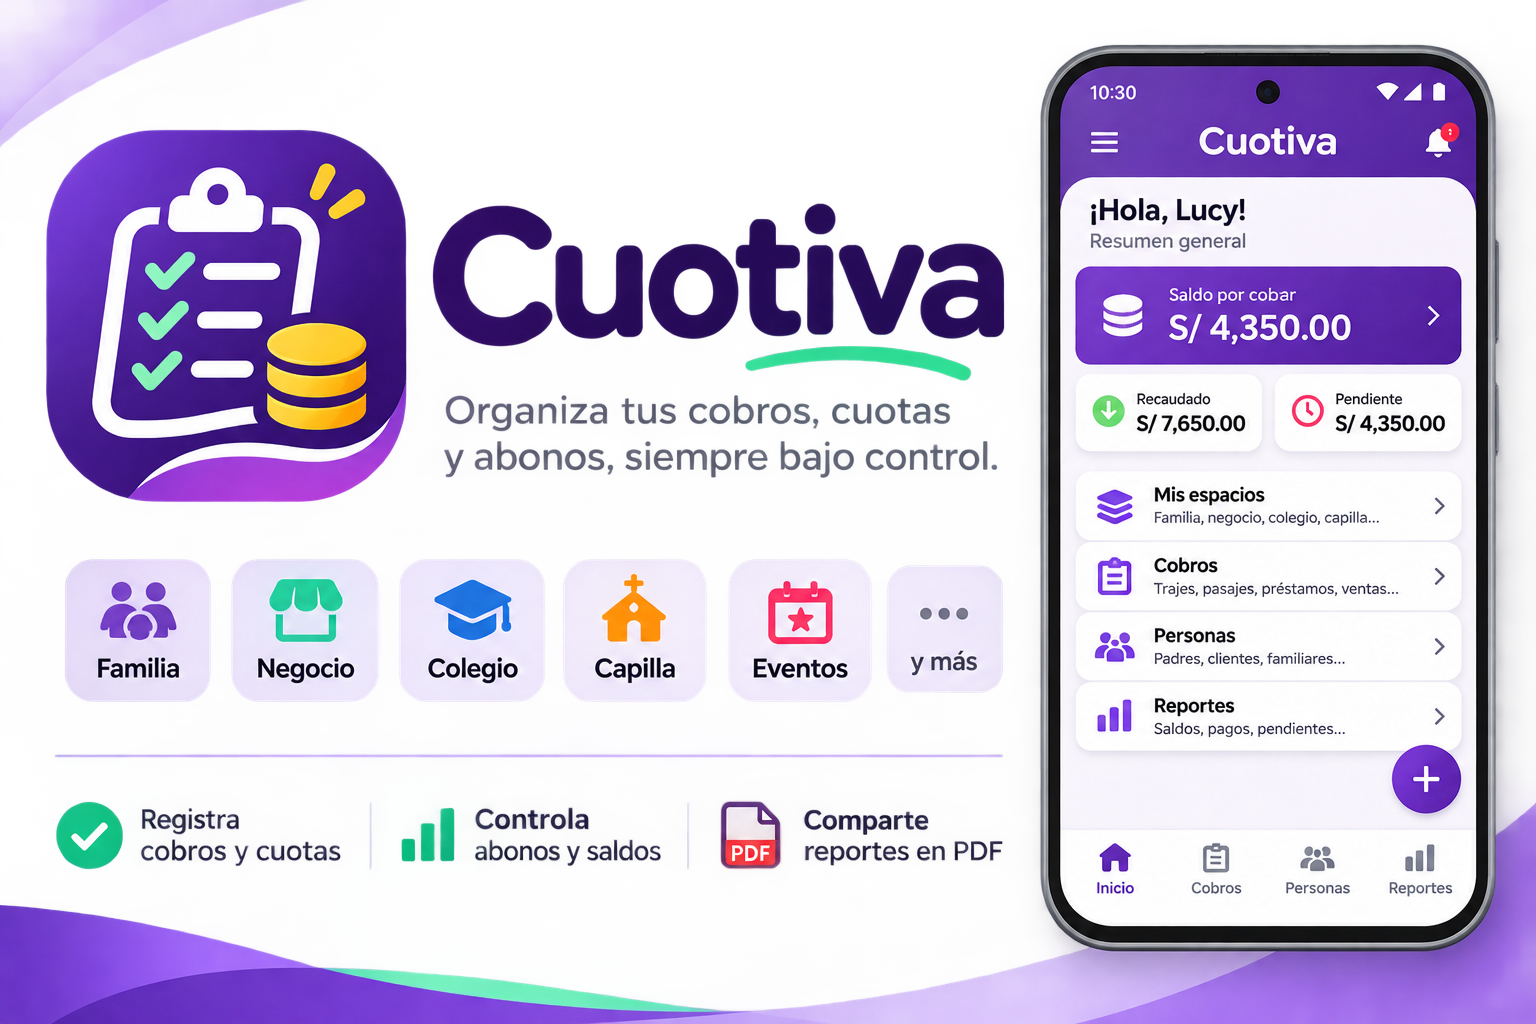 Cuotiva
Organiza tus cobros, cuotas
y abonos, siempre bajo control.
Familia
Negocio
Colegio
Capilla
Eventos
y más
Registra
cobros y cuotas
Controla
abonos y saldos
PDF
Comparte
reportes en PDF
10:30
Cuotiva
¡Hola, Lucy!
Resumen general
Saldo por cobar
S/ 4,350.00
Recaudado
S/ 7,650.00
Pendiente
S/ 4,350.00
Mis espacios
Familia, negocio, colegio, capilla...
Cobros
Trajes, pasajes, préstamos, ventas...
Personas
Padres, clientes, familiares...
Reportes
Saldos, pagos, pendientes...
Inicio
Cobros
Personas
Reportes